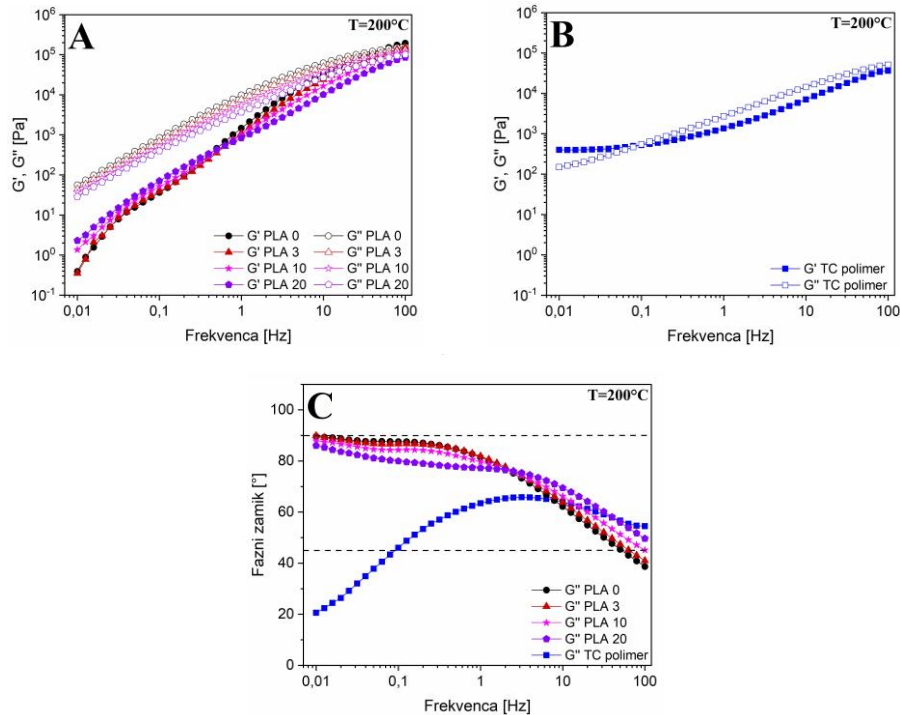 A
T=200°C
G', G'' [Pa]
10⁶
10⁵
10⁴
10³
10²
10¹
10⁰
10⁻¹
G' PLA 0 G'' PLA 0
G' PLA 3 G'' PLA 3
G' PLA 10 G'' PLA 10
G' PLA 20 G'' PLA 20
0,01 0,1 1 10 100
Frekvenca [Hz]
B
T=200°C
G', G'' [Pa]
10⁶
10⁵
10⁴
10³
10²
10¹
10⁰
10⁻¹
G' TC polimer
G'' TC polimer
0,01 0,1 1 10 100
Frekvenca [Hz]
C
T=200°C
Fazni zamik [°]
100
80
60
40
20
0
G'' PLA 0
G'' PLA 3
G'' PLA 10
G'' PLA 20
G'' TC polimer
0,01 0,1 1 10 100
Frekvenca [Hz]